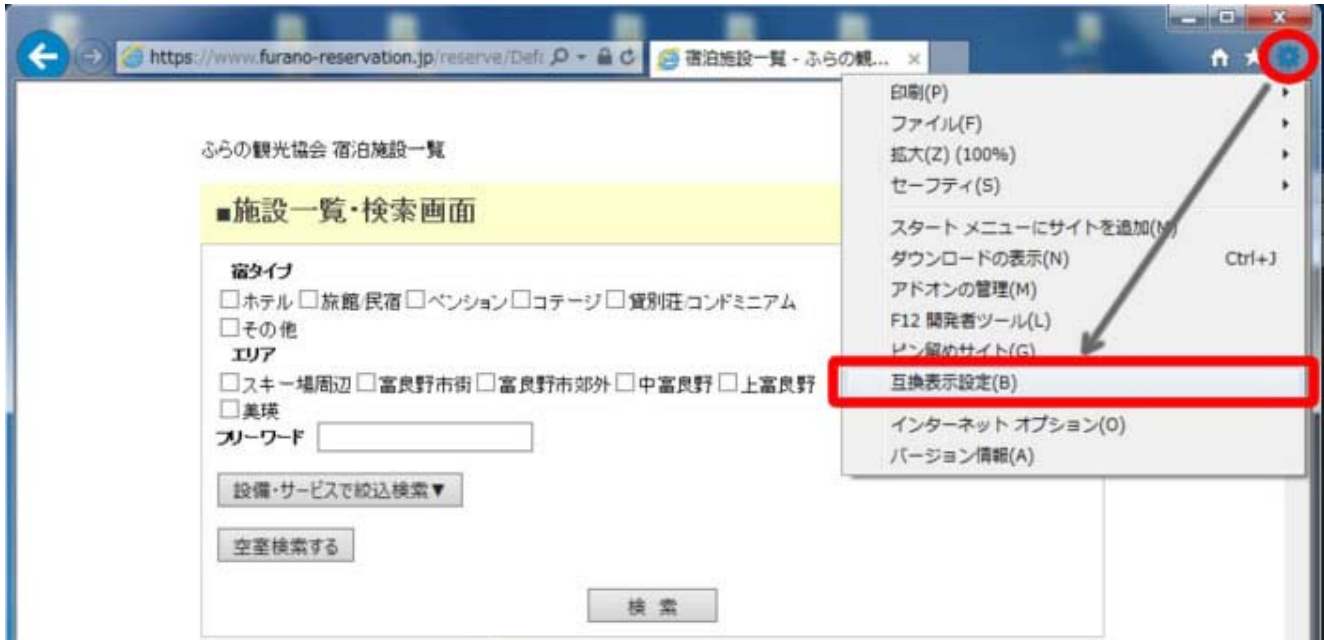 https://www.furano-reservation.jp/reserve/Defa
宿泊施設一覧 - ふらの観...
印刷(P)
ファイル(F)
拡大(Z) (100%)
セーフティ(S)
スタート メニューにサイトを追加(M)
ダウンロードの表示(N) Ctrl+J
アドオンの管理(M)
F12 開発者ツール(L)
ピン留めサイト(G)
互換表示設定(B)
インターネット オプション(O)
バージョン情報(A)
ふらの観光協会 宿泊施設一覧
■施設一覧・検索画面
宿タイプ
□ホテル □旅館/民宿 □ペンション □コテージ □貸別荘/コンドミニアム
□その他
エリア
□スキー場周辺 □富良野市街 □富良野市郊外 □中富良野 □上富良野
□美瑛
フリーワード
設備・サービスで絞込検索▼
空室検索する
検 索